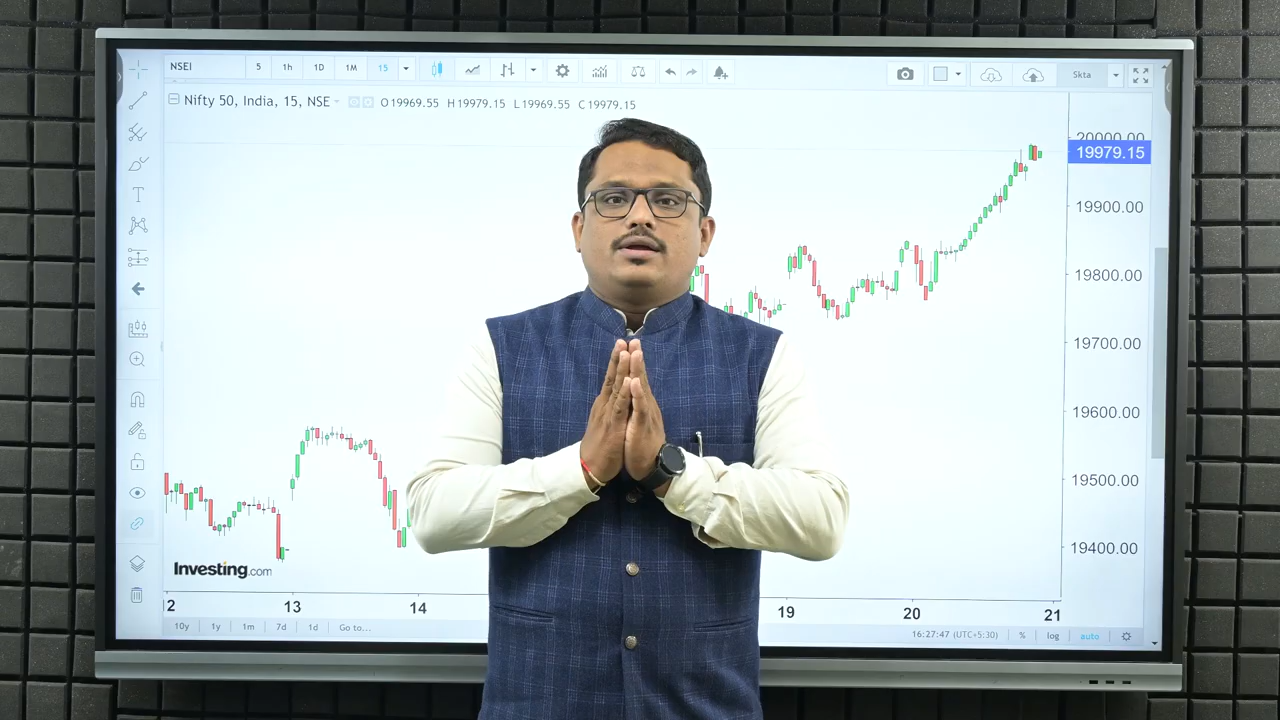 NSEI 5 1h 1D 1M 15 Skta
Nifty 50, India, 15, NSE O19969.55 H19979.15 L19969.55 C19979.15
20000.00
19979.15
19900.00
19800.00
19700.00
19600.00
19500.00
19400.00
T
Investing.com
2 13 14 19 20 21
10y 1y 1m 7d 1d Go to... 16:27:47 (UTC+5:30) % log auto